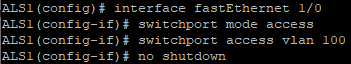 ALS1(config)# interface fastEthernet 1/0
ALS1(config-if)# switchport mode access
ALS1(config-if)# switchport access vlan 100
ALS1(config-if)# no shutdown